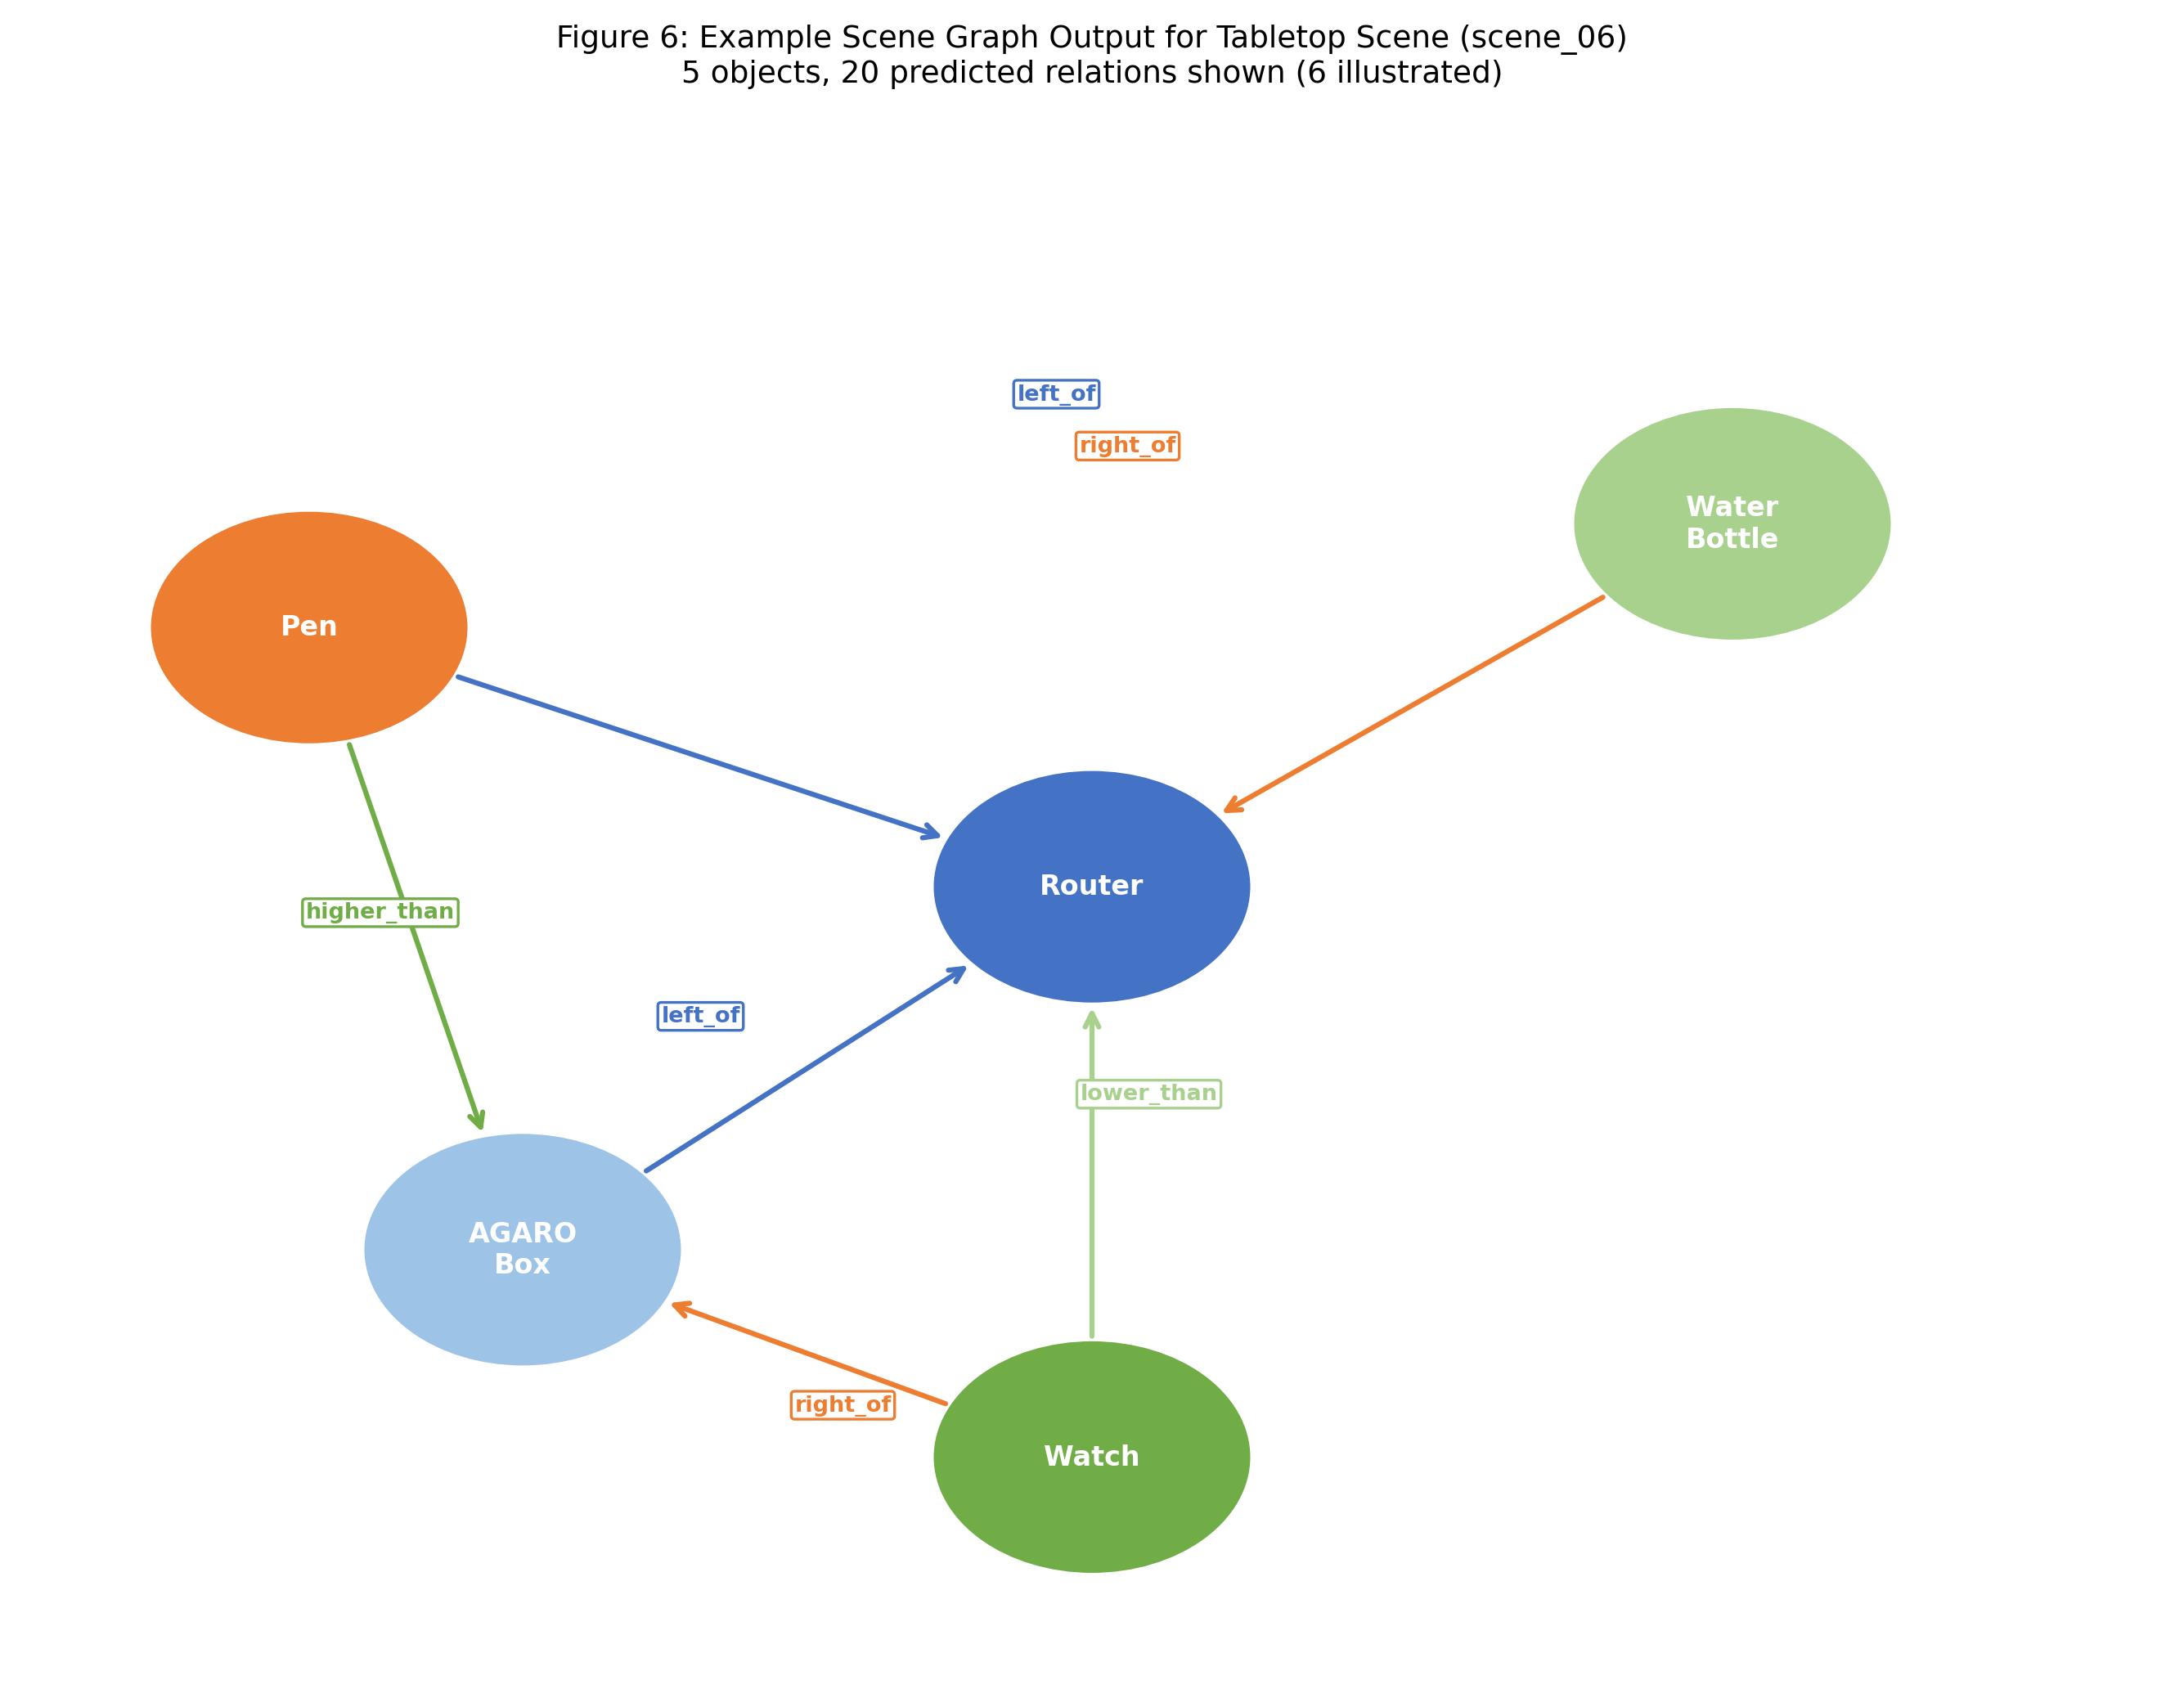 Figure 6: Example Scene Graph Output for Tabletop Scene (scene_06)
5 objects, 20 predicted relations shown (6 illustrated)
left_of
right_of
Water
Bottle
Pen
Router
higher_than
left_of
lower_than
AGARO
Box
right_of
Watch